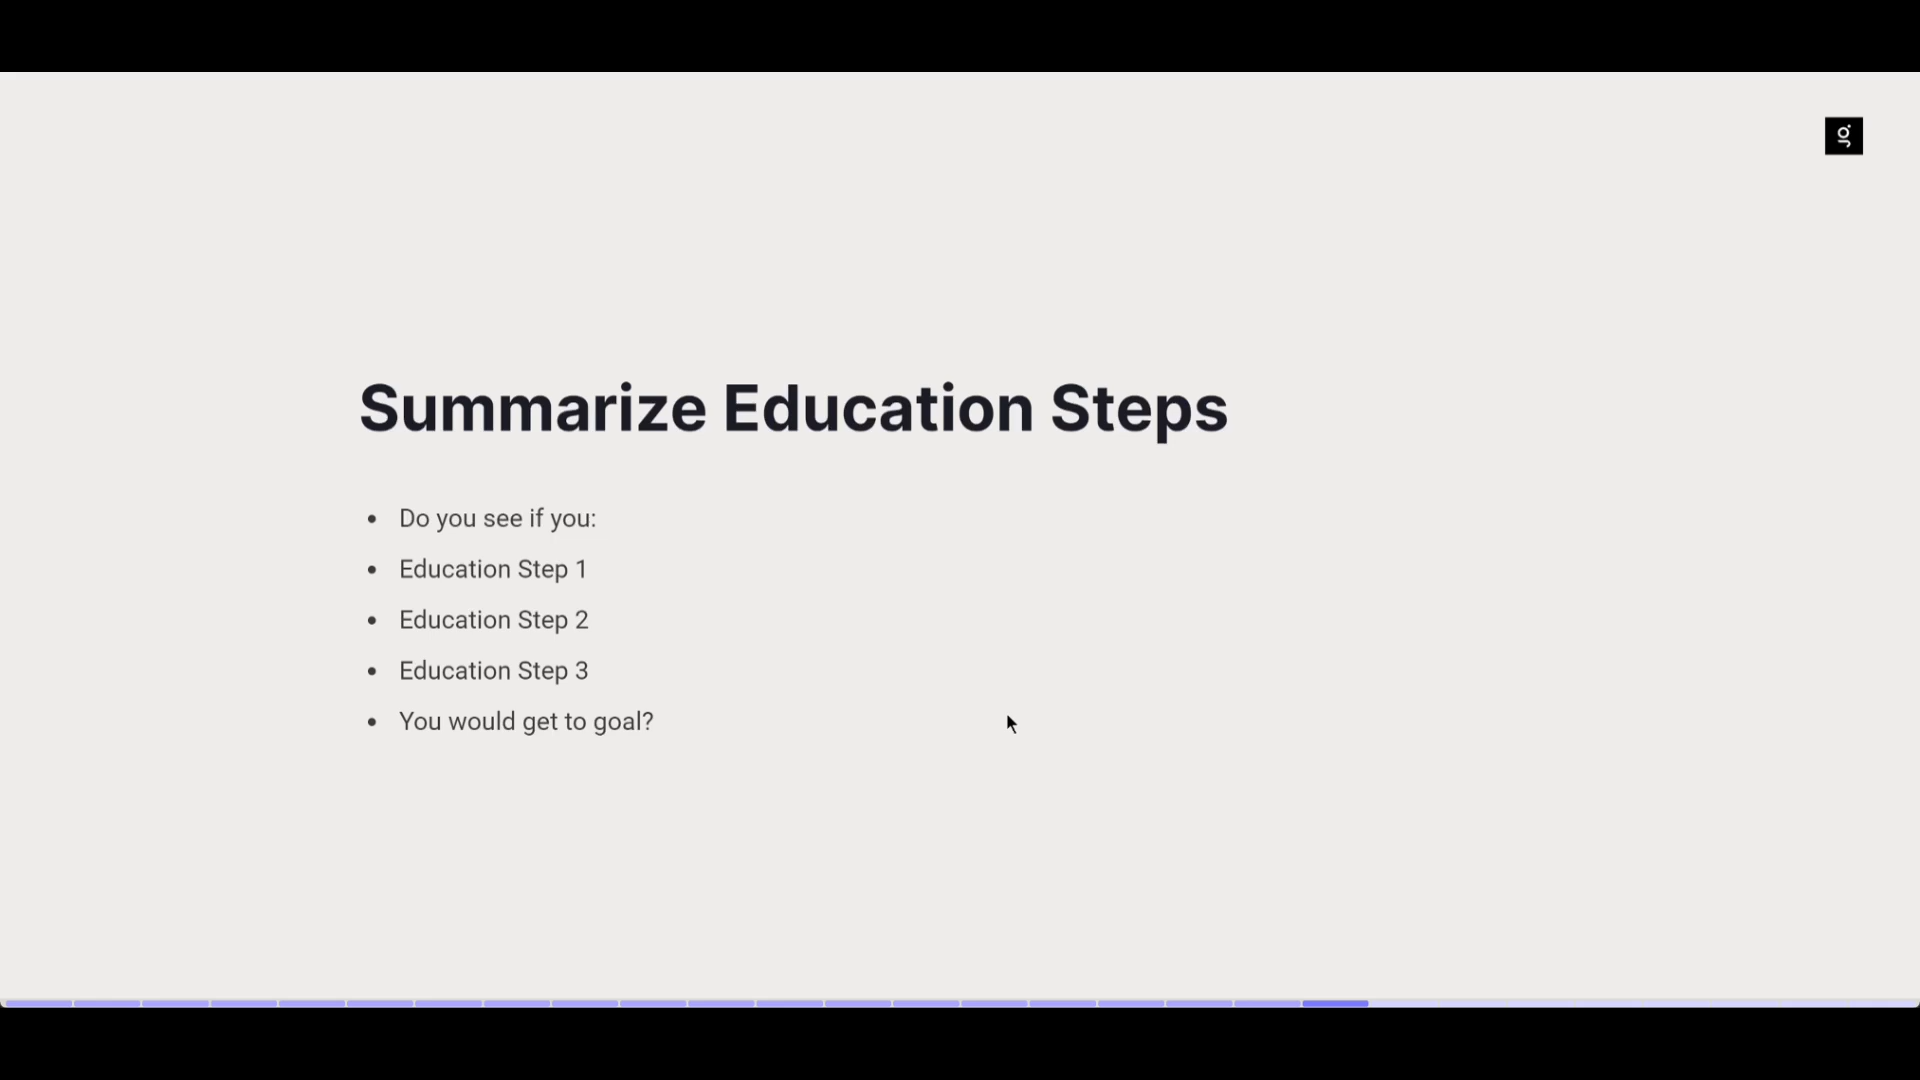 g.
Summarize Education Steps
• Do you see if you:
• Education Step 1
• Education Step 2
• Education Step 3
• You would get to goal?